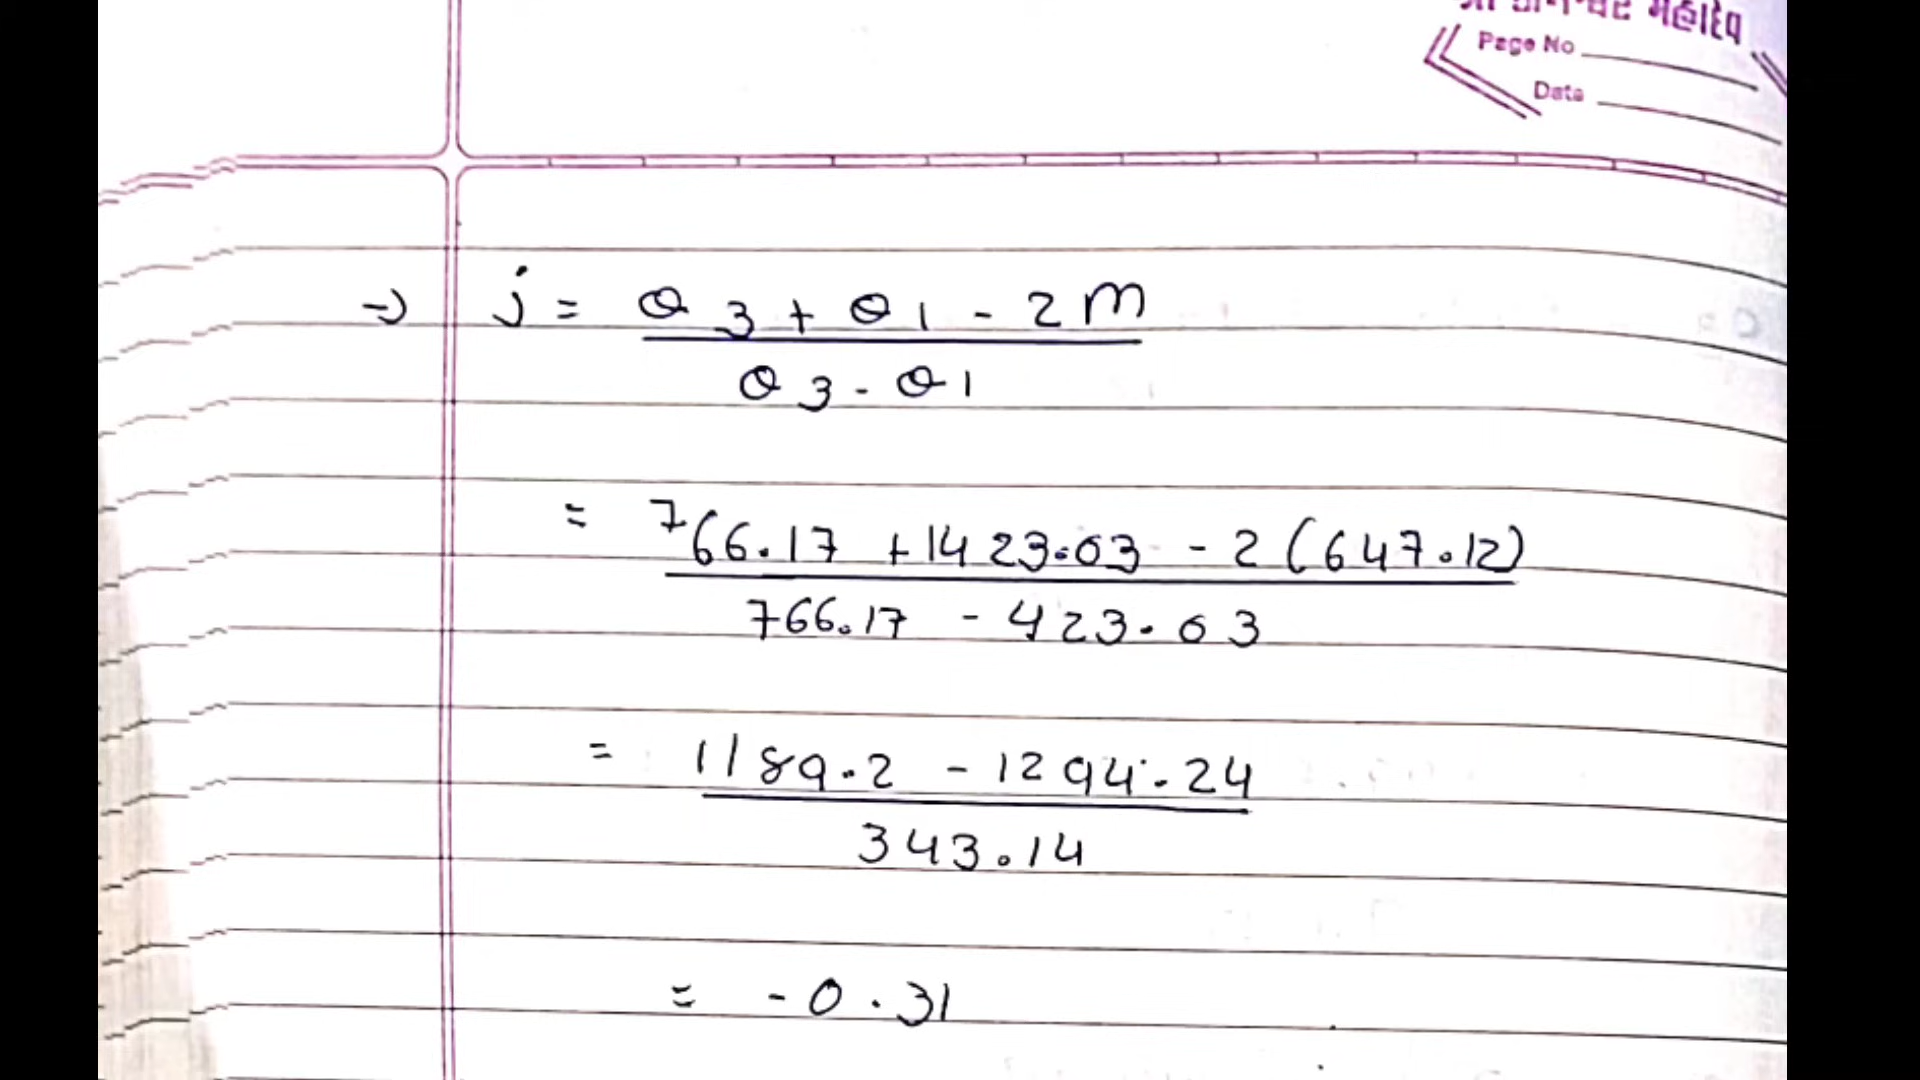 Page No
Date
→ j = Q3 + Q1 - 2M
Q3 - Q1
= 766.17 + 1423.03 - 2 (647.12)
766.17 - 423.03
= 1189.2 - 1294.24
343.14
= -0.31